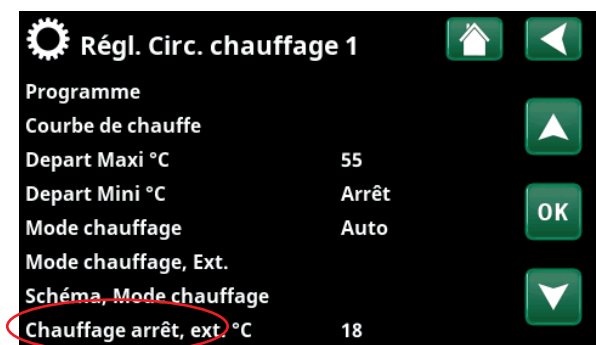 Régl. Circ. chauffage 1
Programme
Courbe de chauffe
Depart Maxi °C 55
Depart Mini °C Arrêt
Mode chauffage Auto
OK
Mode chauffage, Ext.
Schéma, Mode chauffage
Chauffage arrêt, ext. °C 18